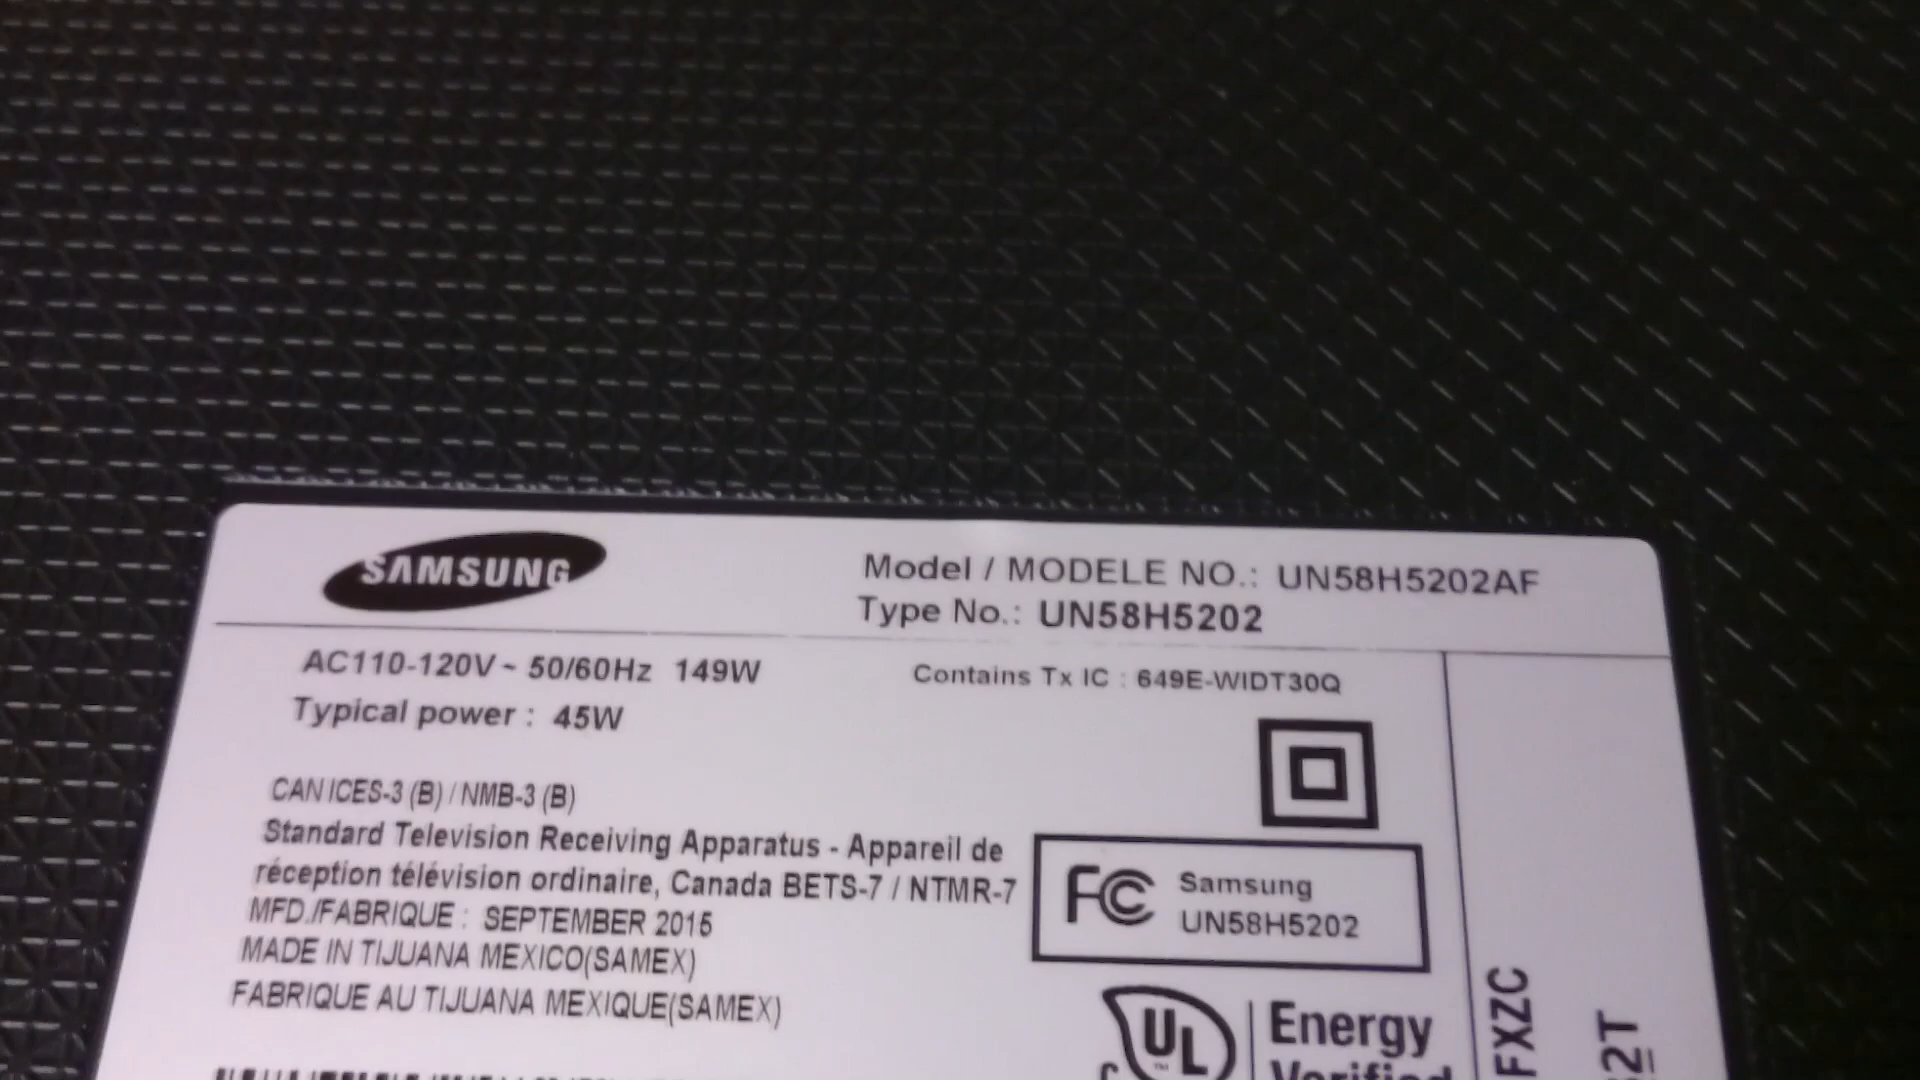 SAMSUNG
Model / MODELE NO.: UN58H5202AF
Type No.: UN58H5202
AC110-120V~ 50/60Hz 149W
Contains Tx IC : 649E-WIDT30Q
Typical power : 45W
CAN ICES-3 (B) / NMB-3 (B)
Standard Television Receiving Apparatus - Appareil de
réception télévision ordinaire, Canada BETS-7 / NTMR-7
MFD./FABRIQUE : SEPTEMBER 2015
MADE IN TIJUANA MEXICO(SAMEX)
FABRIQUE AU TIJUANA MEXIQUE(SAMEX)
FC Samsung
UN58H5202
C UL TM
Energy
Verified
FXZC
2T